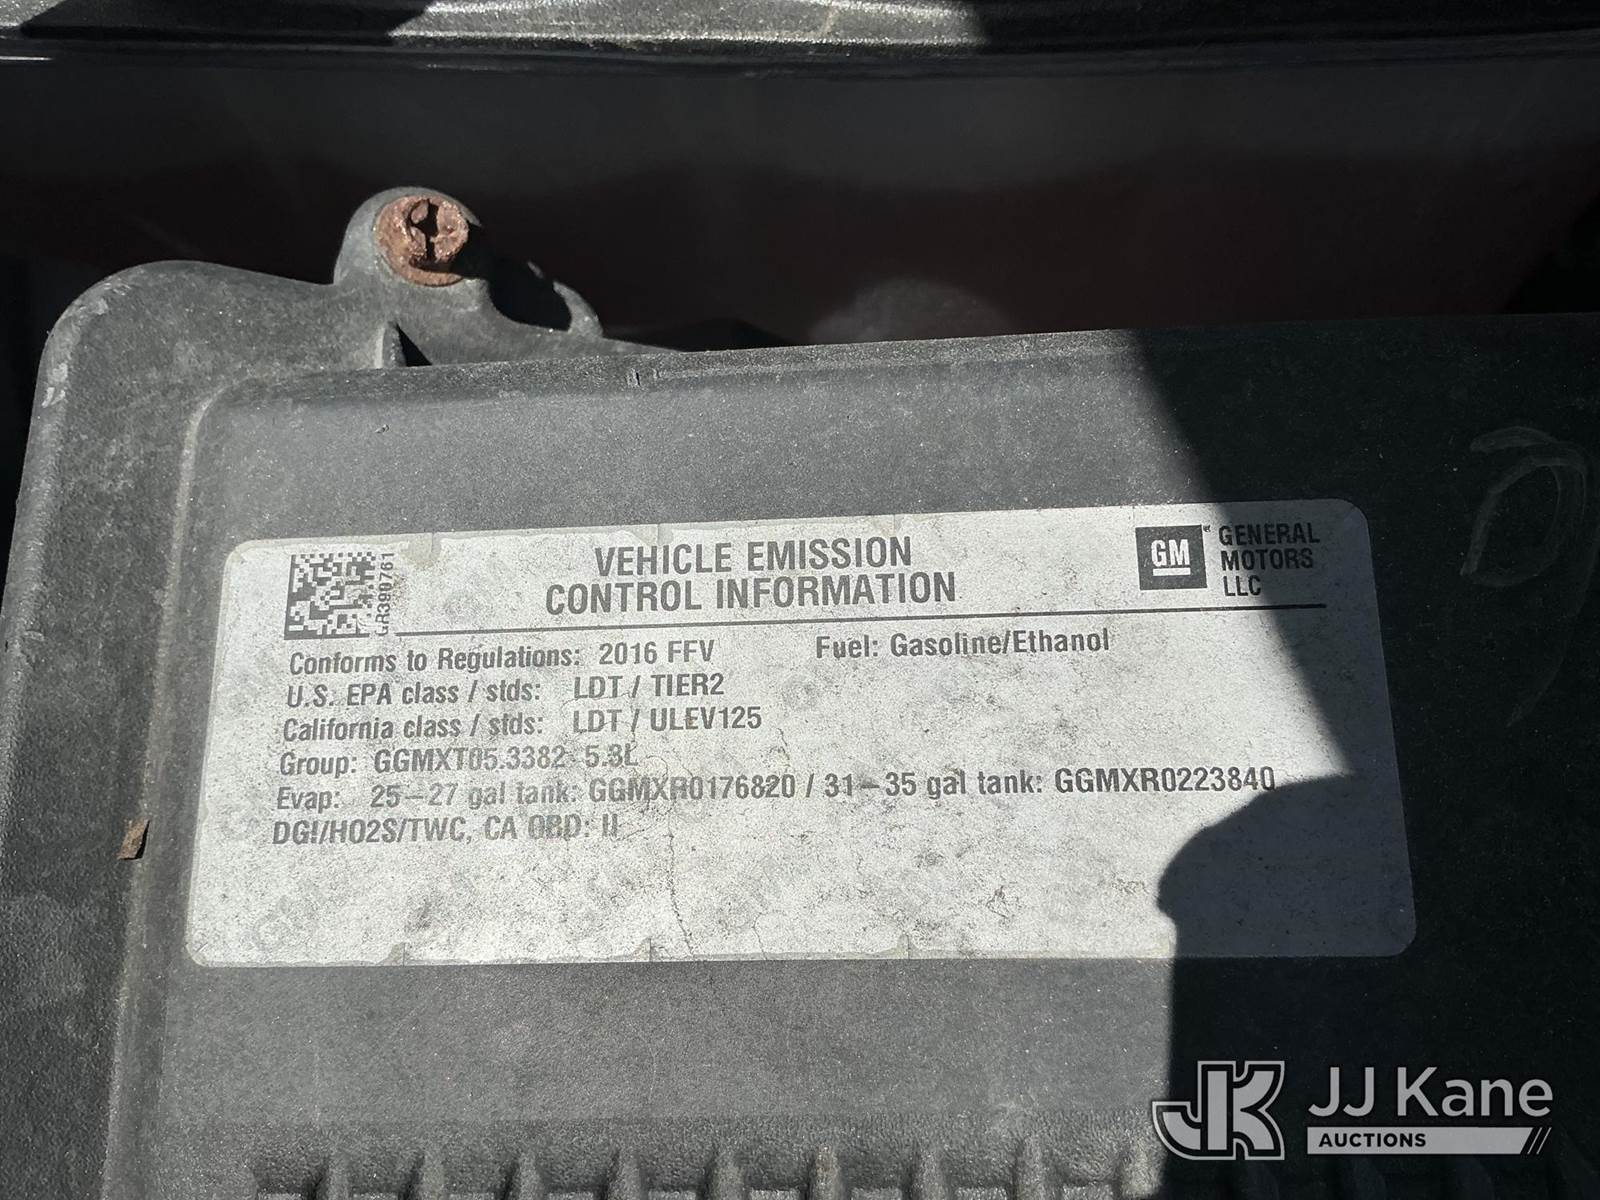 GR390761
VEHICLE EMISSION
CONTROL INFORMATION
GM
GENERAL
MOTORS
LLC
Conforms to Regulations: 2016 FFV Fuel: Gasoline/Ethanol
U.S. EPA class / stds: LDT / TIER2
California class / stds: LDT / ULEV125
Group: GGMXT05.3382 5.3L
Evap: 25-27 gal tank: GGMXR0176820 / 31-35 gal tank: GGMXR0223840
DGI/HO2S/TWC, CA OBD: II
JK
JJ Kane
AUCTIONS